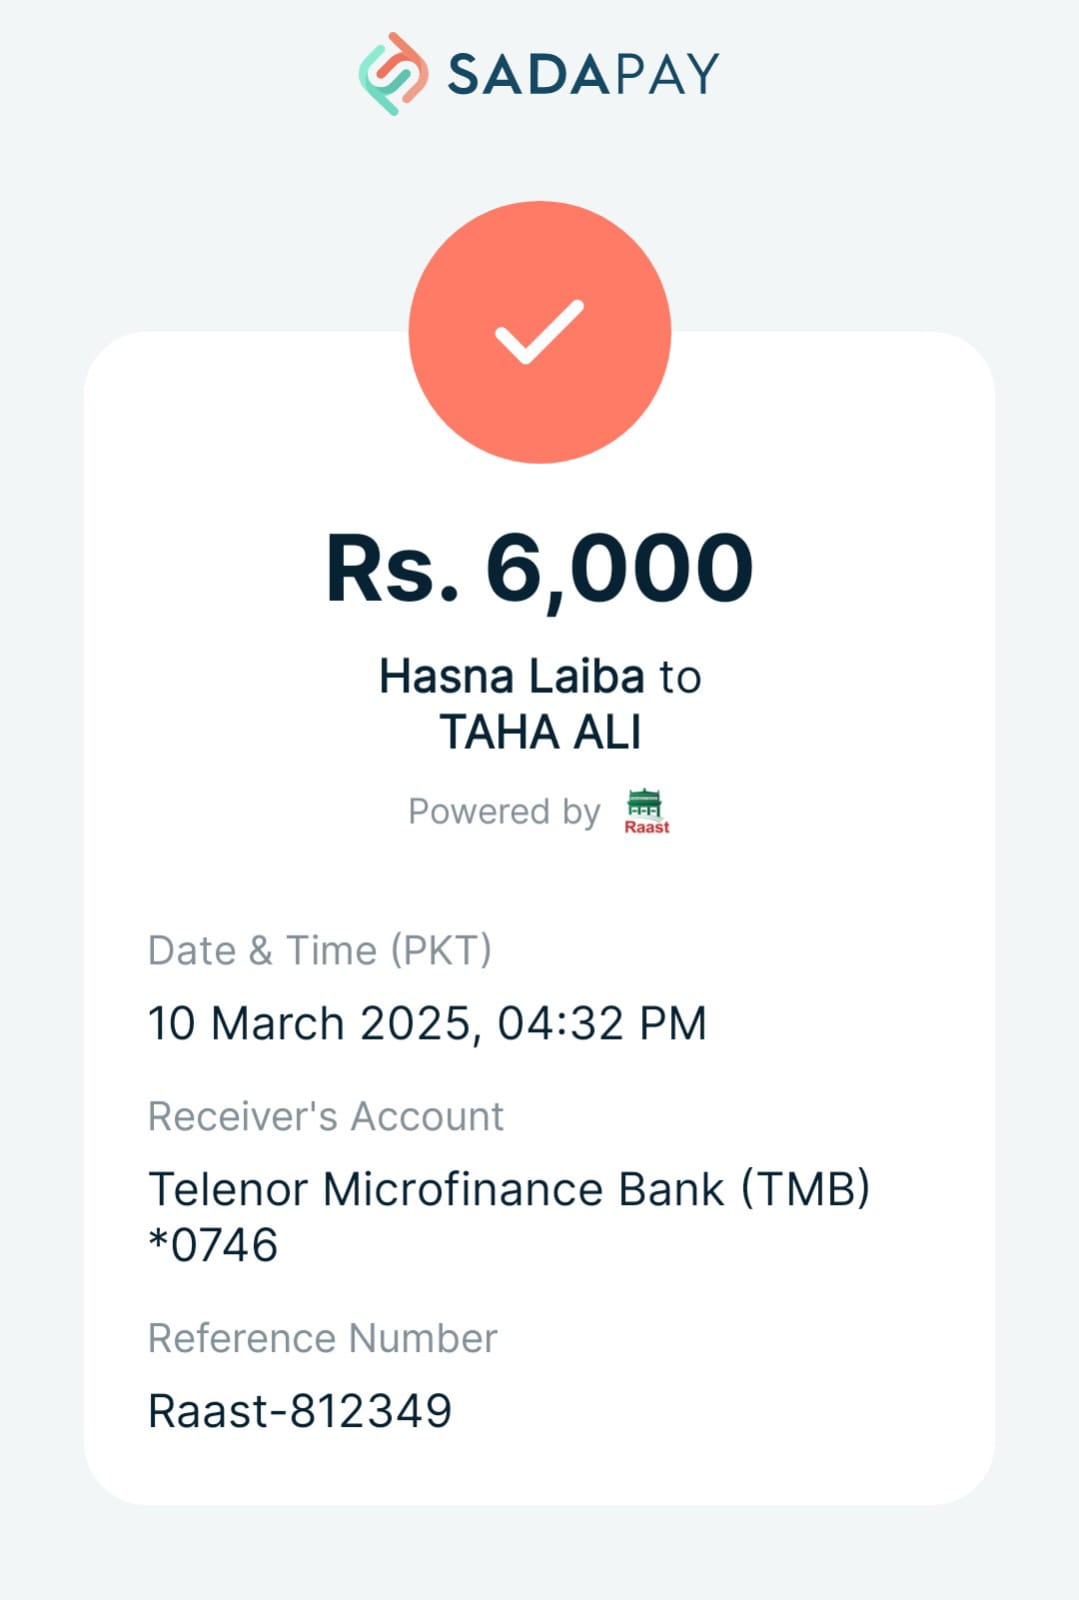 SADAPAY
Rs. 6,000
Hasna Laiba to
TAHA ALI
Powered by Raast
Date & Time (PKT)
10 March 2025, 04:32 PM
Receiver's Account
Telenor Microfinance Bank (TMB)
*0746
Reference Number
Raast-812349